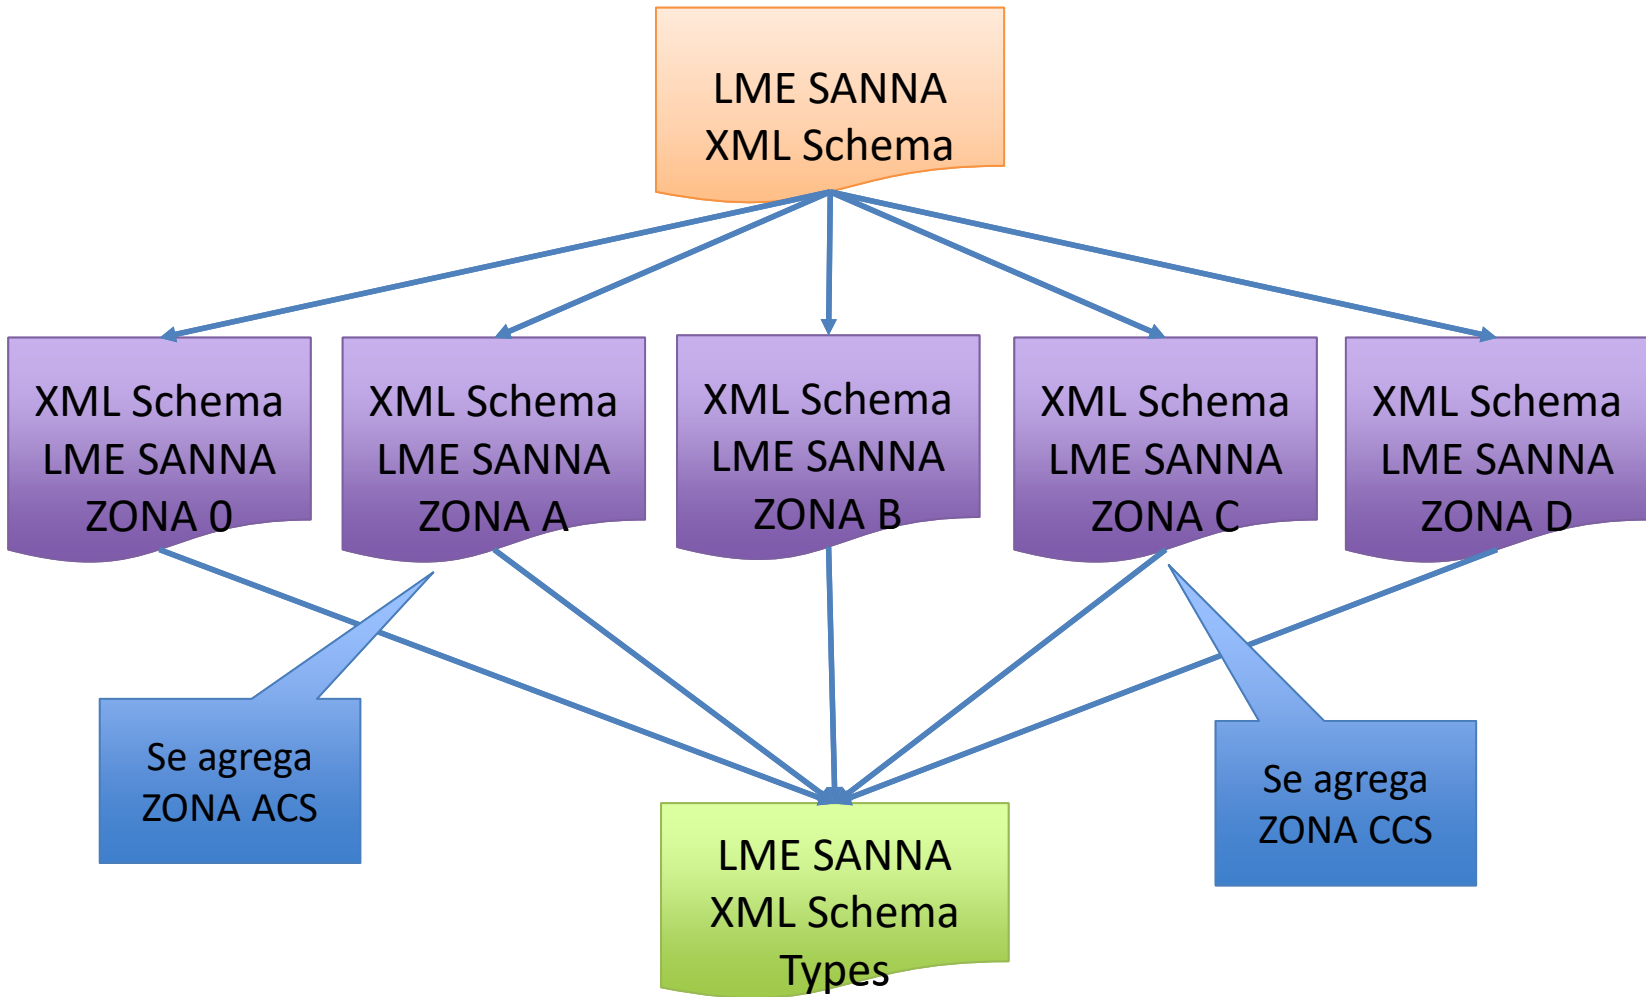 LME SANNA
XML Schema
XML Schema
LME SANNA
ZONA 0
XML Schema
LME SANNA
ZONA A
XML Schema
LME SANNA
ZONA B
XML Schema
LME SANNA
ZONA C
XML Schema
LME SANNA
ZONA D
Se agrega
ZONA ACS
Se agrega
ZONA CCS
LME SANNA
XML Schema
Types